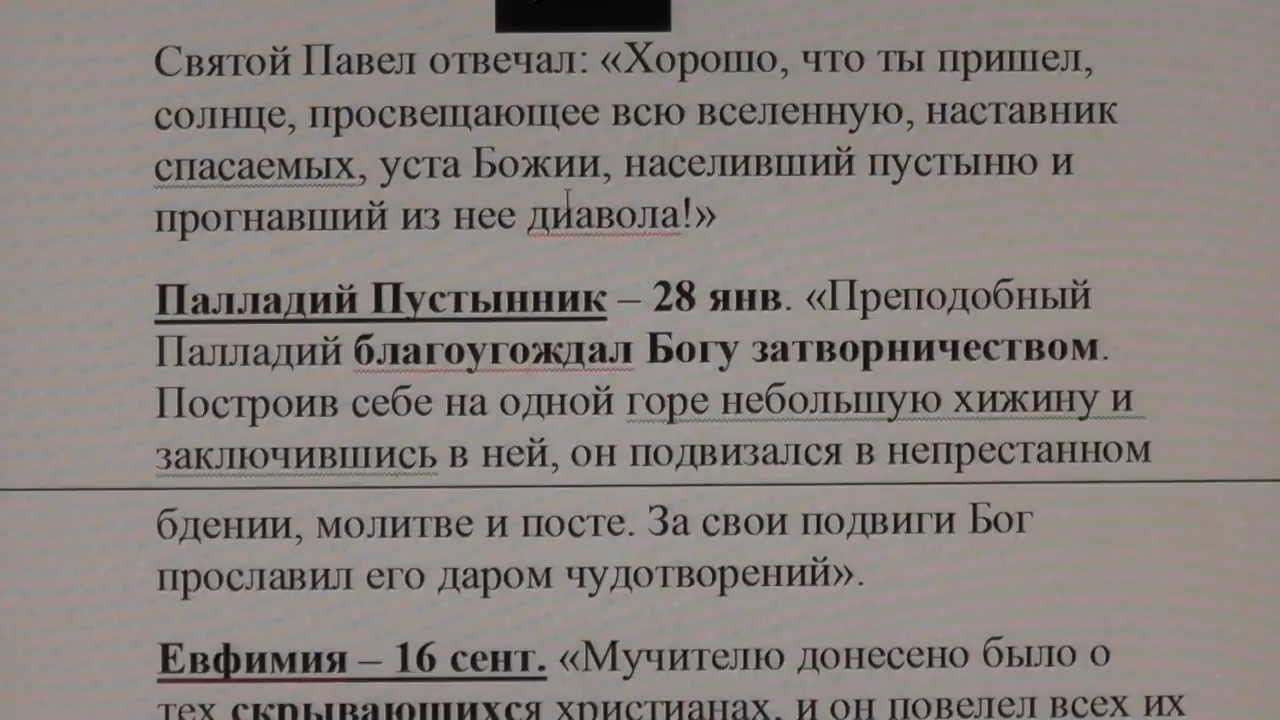 Святой Павел отвечал: «Хорошо, что ты пришел,
солнце, просвещающее всю вселенную, наставник
спасаемых, уста Божии, населивший пустыню и
прогнавший из нее диавола!»
Палладий Пустынник – 28 янв. «Преподобный
Палладий благоугождал Богу затворничеством.
Построив себе на одной горе небольшую хижину и
заключившись в ней, он подвизался в непрестанном
бдении, молитве и посте. За свои подвиги Бог
прославил его даром чудотворений».
Евфимия – 16 сент. «Мучителю донесено было о
тех скрывающихся христианах, и он повелел всех их